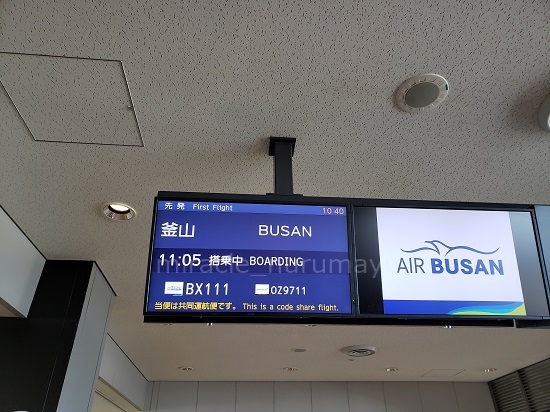 先発 First Flight 10 40
釜山 BUSAN
11:05 搭乗中 BOARDING
BX111 OZ9711
当便は共同運航便です。 This is a code share flight.
AIR BUSAN
miracle_nurumayu